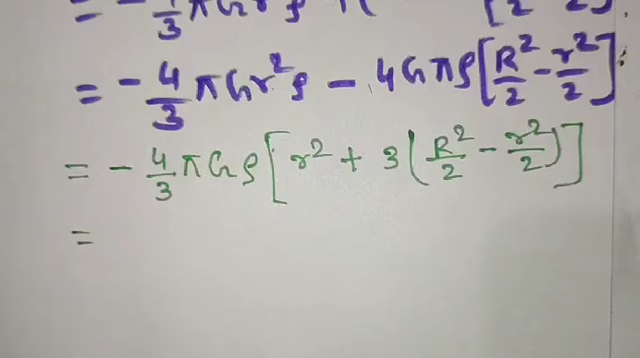 = - 4/3 πGr²ρ - 4Gπρ[R²/2 - r²/2]
= - 4/3 πGρ[r² + 3(R²/2 - r²/2)]
=